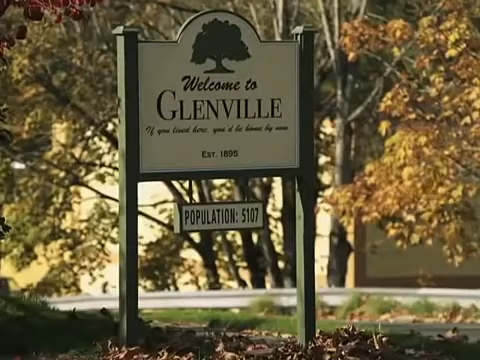 Welcome to
GLENVILLE
If you lived here, you'd be home by now
EST. 1895
POPULATION: 5107